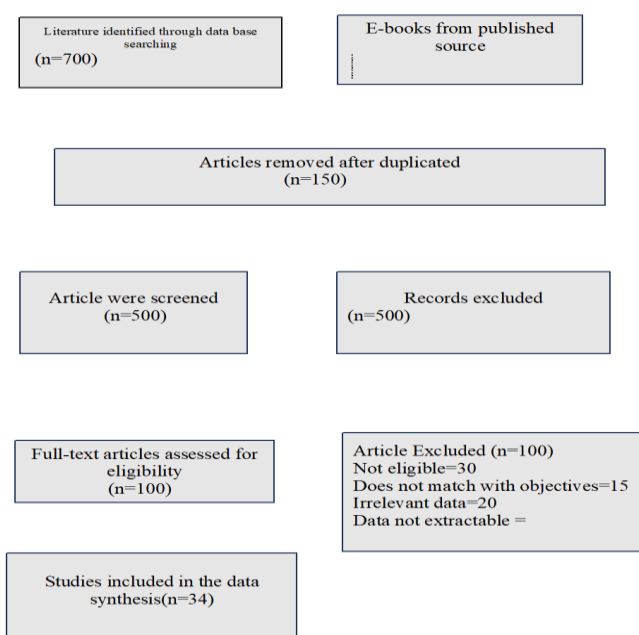 Literature identified through data base
searching
(n=700)
E-books from published
source
Articles removed after duplicated
(n=150)
Article were screened
(n=500)
Records excluded
(n=500)
Full-text articles assessed for
eligibility
(n=100)
Article Excluded (n=100)
Not eligible=30
Does not match with objectives=15
Irrelevant data=20
Data not extractable =
Studies included in the data
synthesis(n=34)